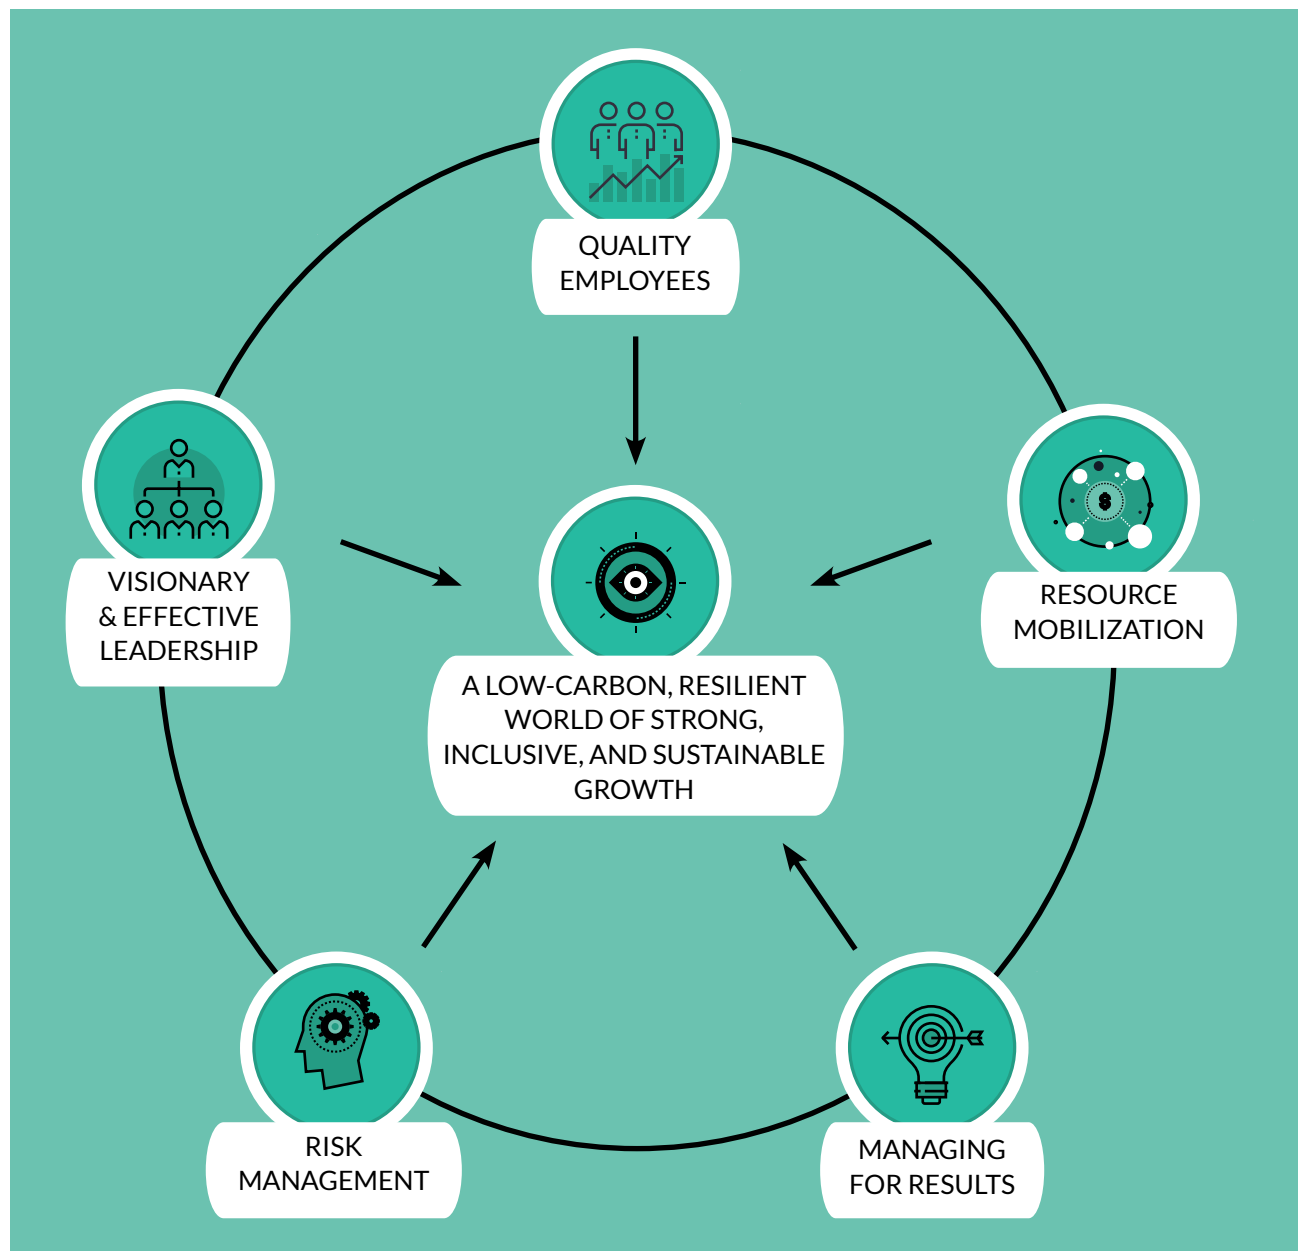 QUALITY
EMPLOYEES
VISIONARY
& EFFECTIVE
LEADERSHIP
$
RESOURCE
MOBILIZATION
A LOW-CARBON, RESILIENT
WORLD OF STRONG,
INCLUSIVE, AND SUSTAINABLE
GROWTH
RISK
MANAGEMENT
MANAGING
FOR RESULTS